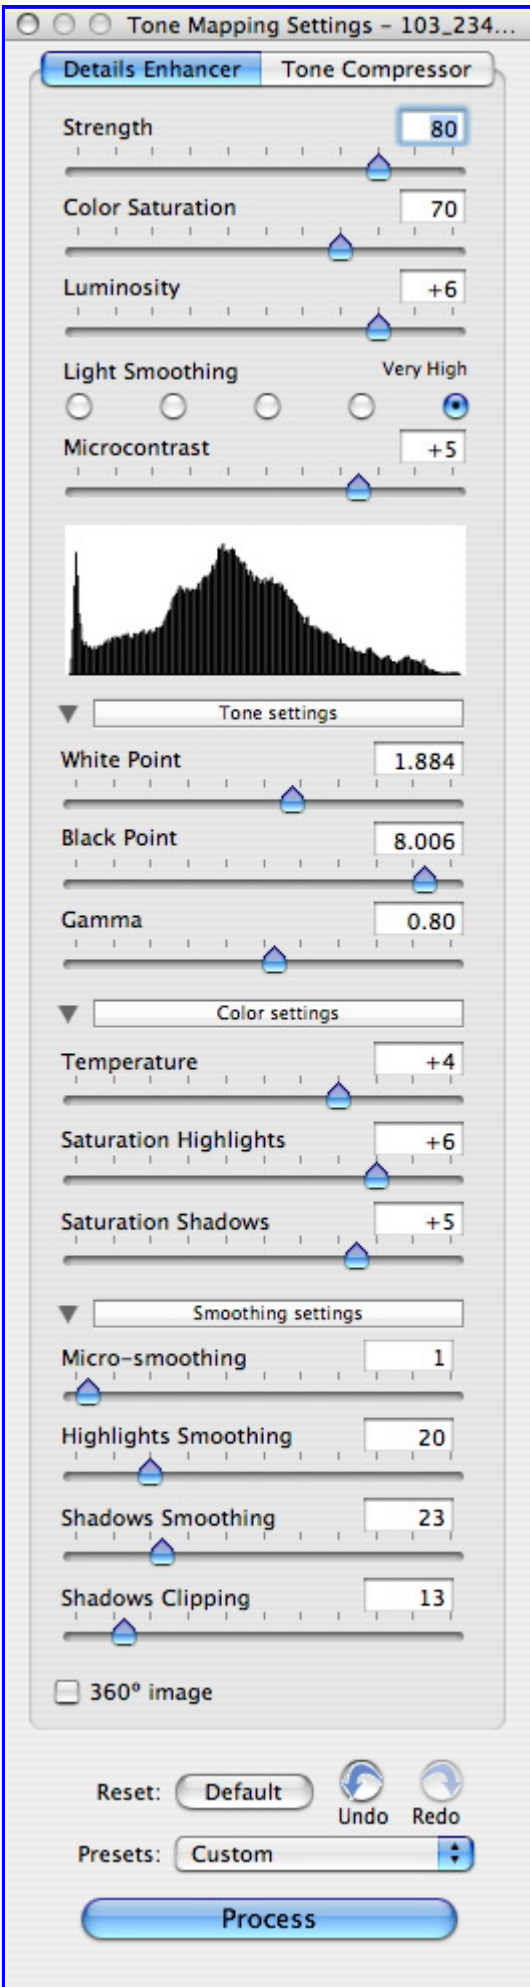 Tone Mapping Settings – 103_234...
Details Enhancer Tone Compressor
Strength 80
Color Saturation 70
Luminosity +6
Light Smoothing Very High
Microcontrast +5
Tone settings
White Point 1.884
Black Point 8.006
Gamma 0.80
Color settings
Temperature +4
Saturation Highlights +6
Saturation Shadows +5
Smoothing settings
Micro-smoothing 1
Highlights Smoothing 20
Shadows Smoothing 23
Shadows Clipping 13
360° image
Reset: Default
Undo Redo
Presets: Custom
Process